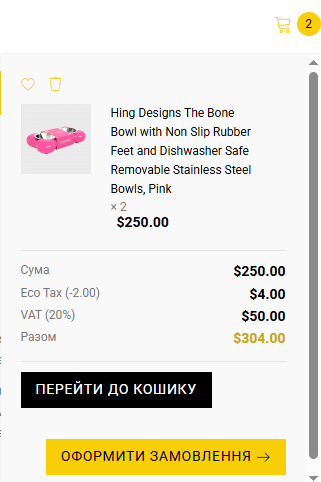 2
Hing Designs The Bone
Bowl with Non Slip Rubber
Feet and Dishwasher Safe
Removable Stainless Steel
Bowls, Pink
× 2
$250.00
Сума $250.00
Eco Tax (-2.00) $4.00
VAT (20%) $50.00
Разом $304.00
ПЕРЕЙТИ ДО КОШИКУ
ОФОРМИТИ ЗАМОВЛЕННЯ →